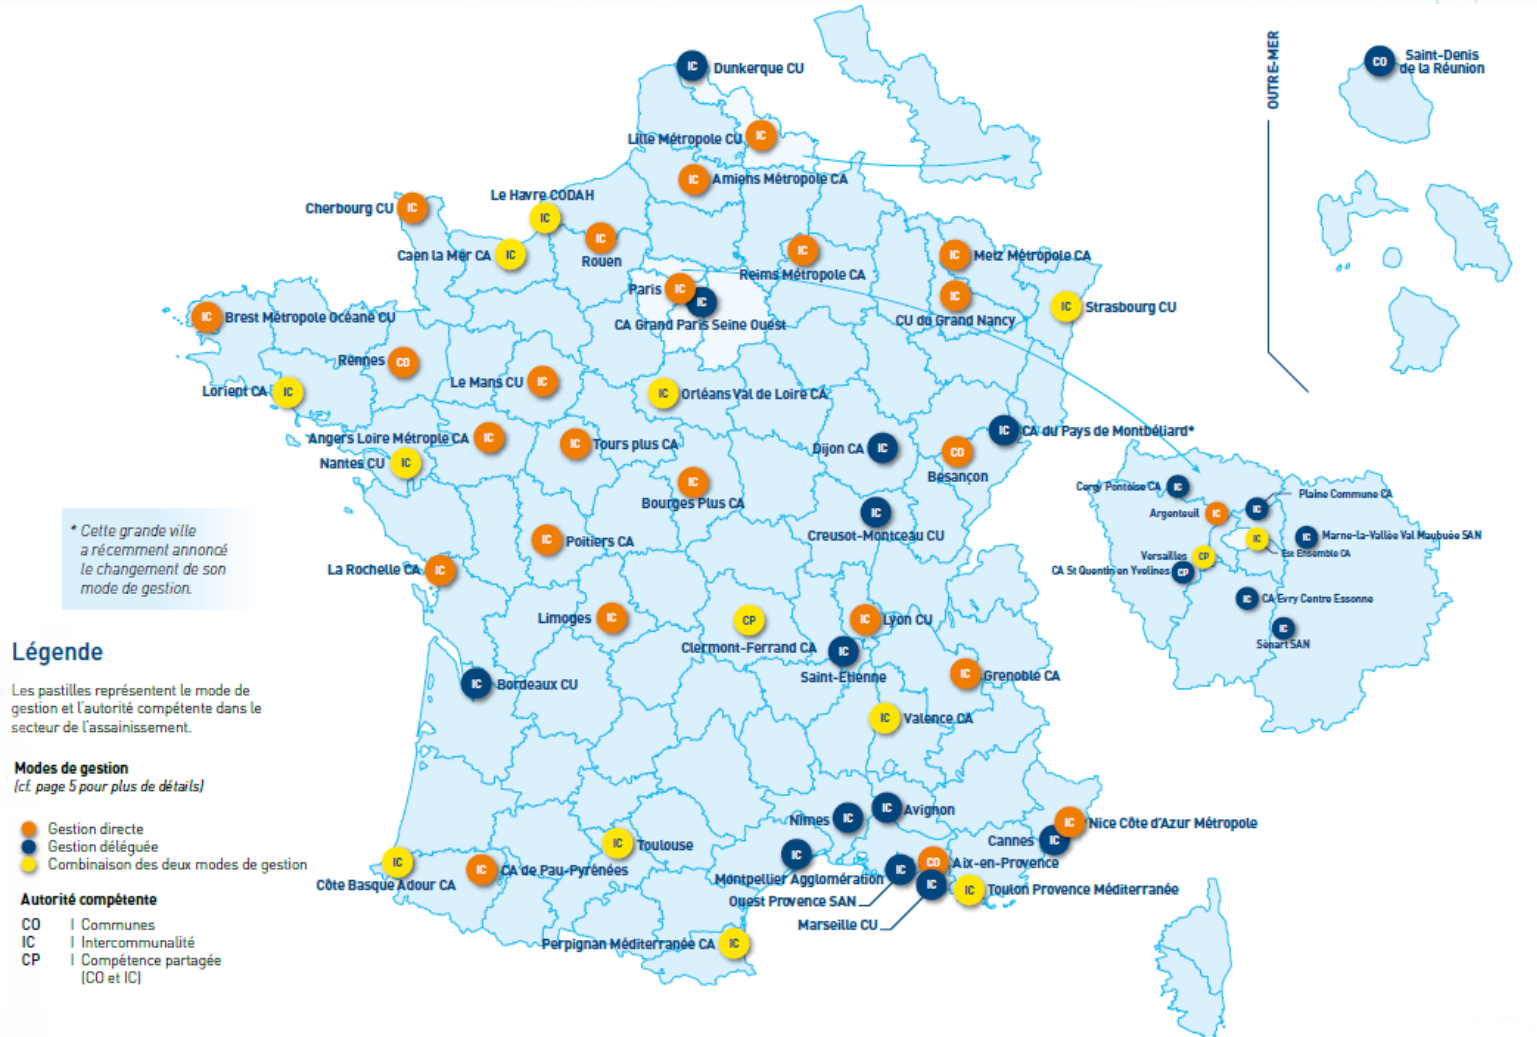 IC Dunkerque CU
OUTRE-MER
CO Saint-Denis
de la Réunion
Lille Métropole CU IC
IC Amiens Métropole CA
Le Havre CODAH
IC
Cherbourg CU IC
Caen la Mer CA IC
IC
Rouen
IC
Reims Métropole CA
IC Metz Métropole CA
Paris IC
IC
CA Grand Paris Seine Ouest
IC
CU du Grand Nancy
IC Strasbourg CU
IC Brest Métropole Océane CU
Rennes CO
Lorient CA IC
Le Mans CU IC
IC Orléans Val de Loire CA
Angers Loire Métrople CA IC
Nantes CU IC
IC Tours plus CA
Dijon CA IC
IC CA du Pays de Montbéliard*
CO
Besançon
IC
Bourges Plus CA
IC
Creusot-Montceau CU
Cergy Pontoise CA IC
Plaine Commune CA
IC
Argenteuil IC
IC Marne-la-Vallée Val Maubuée SAN
IC
Est Ensemble CA
Versailles CP
CA St Quentin en Yvelines CP
IC CA Evry Centre Essonne
IC
Sénart SAN
* Cette grande ville
a récemment annoncé
le changement de son
mode de gestion.
IC Poitiers CA
La Rochelle CA IC
Limoges IC
CP
Clermont-Ferrand CA
IC Lyon CU
IC
Saint-Etienne
IC Grenoble CA
IC Bordeaux CU
IC Valence CA
Nîmes IC
IC Avignon
IC Nice Côte d'Azur Métropole
Cannes IC
IC
Montpellier Agglomération
CO Aix-en-Provence
IC
Ouest Provence SAN
IC
Marseille CU
IC Toulon Provence Méditerranée
IC Toulouse
IC
Côte Basque Adour CA
IC CA de Pau-Pyrénées
Perpignan Méditerranée CA IC
Légende
Les pastilles représentent le mode de
gestion et l'autorité compétente dans le
secteur de l'assainissement.
Modes de gestion
(cf. page 5 pour plus de détails)
Gestion directe
Gestion déléguée
Combinaison des deux modes de gestion
Autorité compétente
CO | Communes
IC | Intercommunalité
CP | Compétence partagée
(CO et IC)